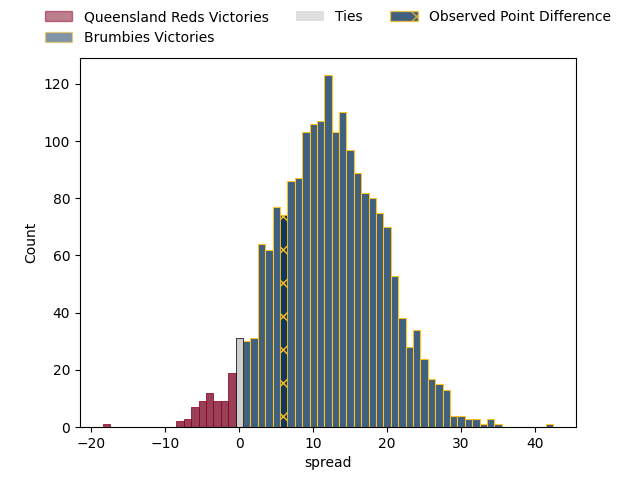 Queensland Reds Victories
Brumbies Victories
Ties
Observed Point Difference
Count
120
100
80
60
40
20
0
−20 −10 0 10 20 30 40
spread